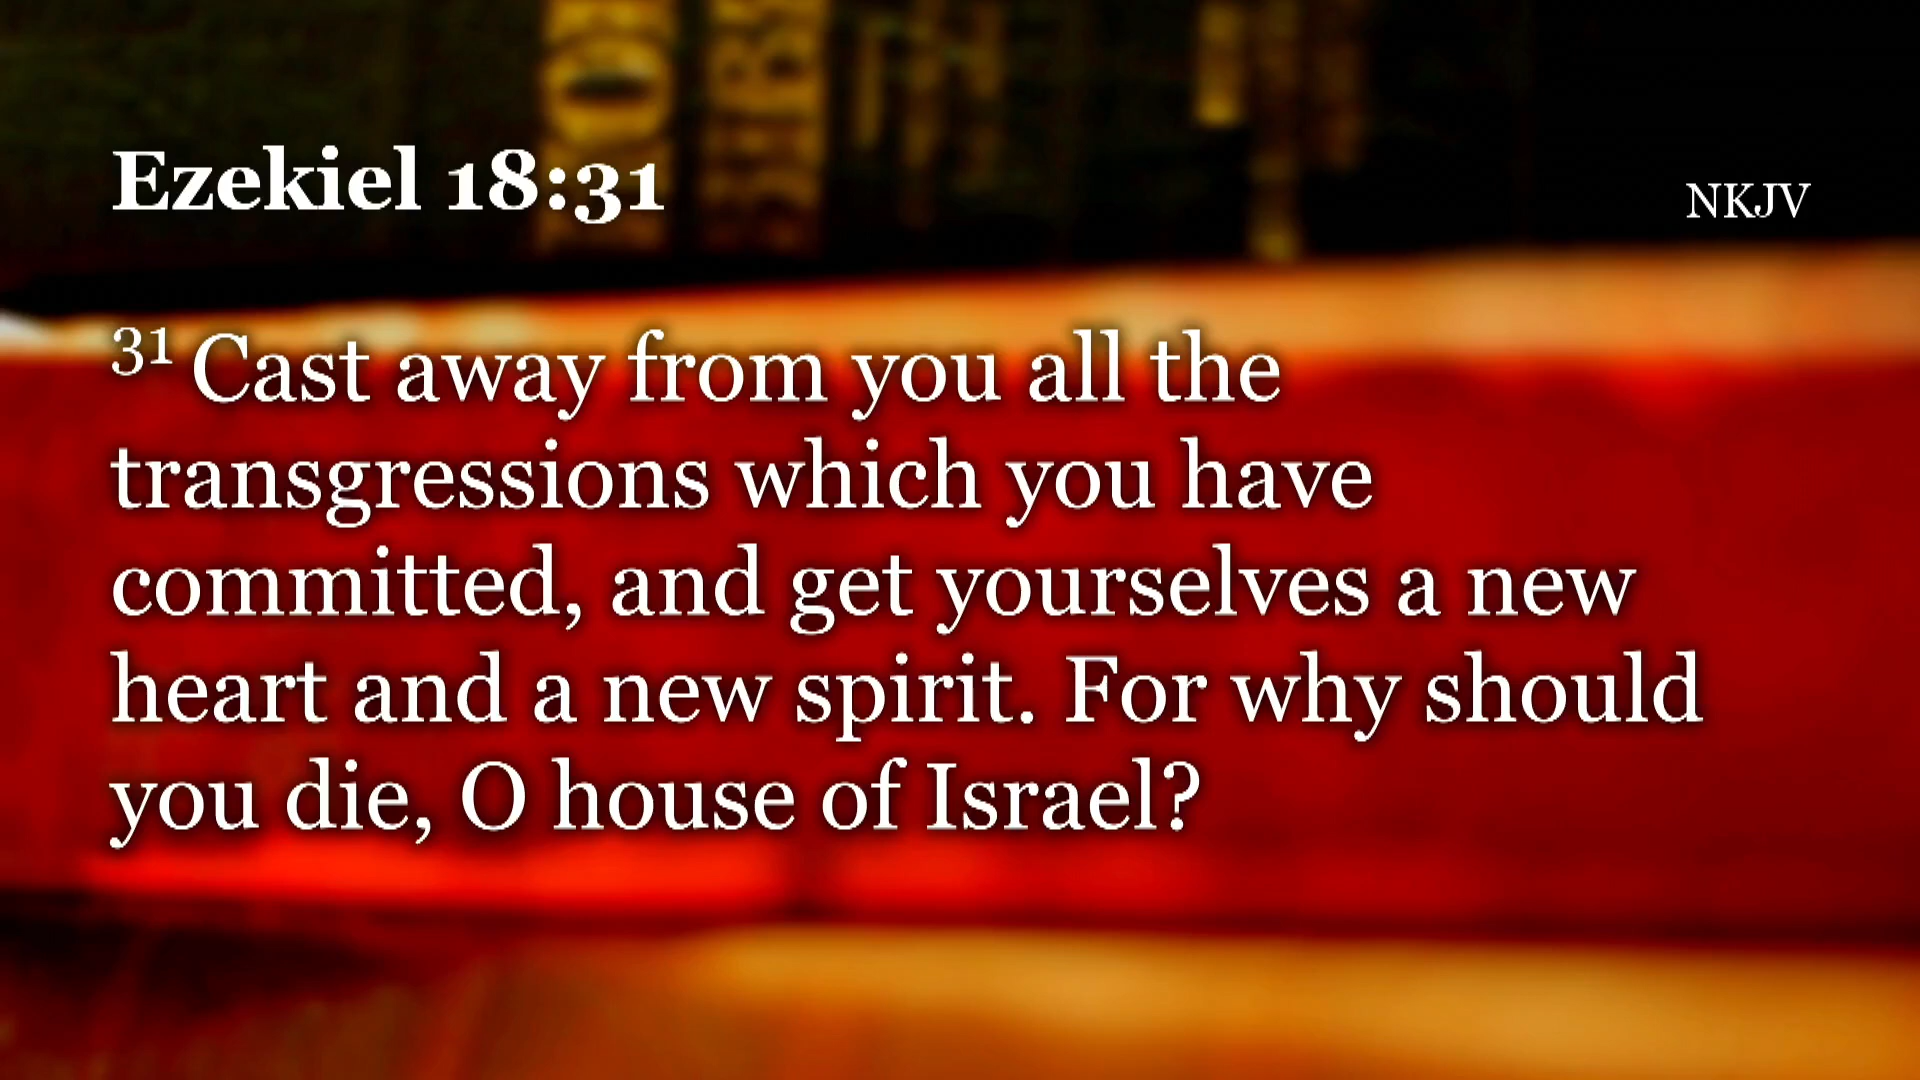 Ezekiel 18:31
NKJV
31 Cast away from you all the
transgressions which you have
committed, and get yourselves a new
heart and a new spirit. For why should
you die, O house of Israel?